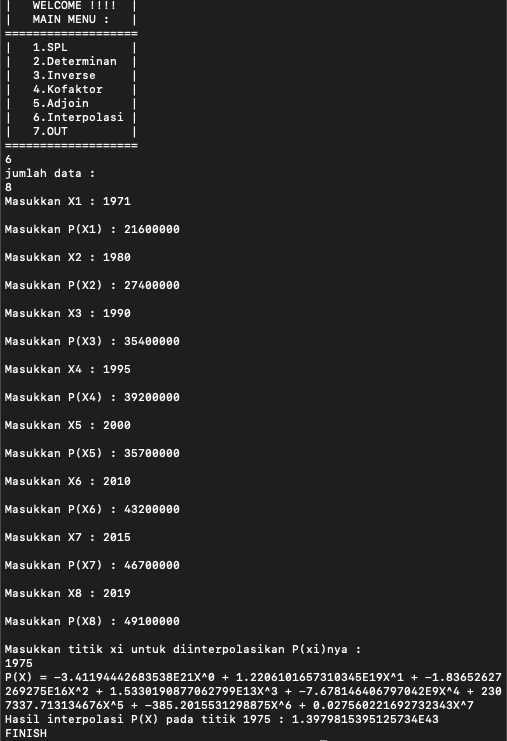 |   WELCOME !!!!  |
|   MAIN MENU :   |
===================
|   1.SPL         |
|   2.Determinan  |
|   3.Inverse     |
|   4.Kofaktor    |
|   5.Adjoin      |
|   6.Interpolasi |
|   7.OUT         |
===================
6
jumlah data :
8
Masukkan X1 : 1971
Masukkan P(X1) : 21600000
Masukkan X2 : 1980
Masukkan P(X2) : 27400000
Masukkan X3 : 1990
Masukkan P(X3) : 35400000
Masukkan X4 : 1995
Masukkan P(X4) : 39200000
Masukkan X5 : 2000
Masukkan P(X5) : 35700000
Masukkan X6 : 2010
Masukkan P(X6) : 43200000
Masukkan X7 : 2015
Masukkan P(X7) : 46700000
Masukkan X8 : 2019
Masukkan P(X8) : 49100000
Masukkan titik xi untuk diinterpolasikan P(xi)nya :
1975
P(X) = -3.41194442683538E21X^0 + 1.2206101657310345E19X^1 + -1.83652627
269275E16X^2 + 1.5330190877062799E13X^3 + -7.678146406797042E9X^4 + 230
7337.713134676X^5 + -385.2015531298875X^6 + 0.027560221692732343X^7
Hasil interpolasi P(X) pada titik 1975 : 1.3979815395125734E43
FINISH